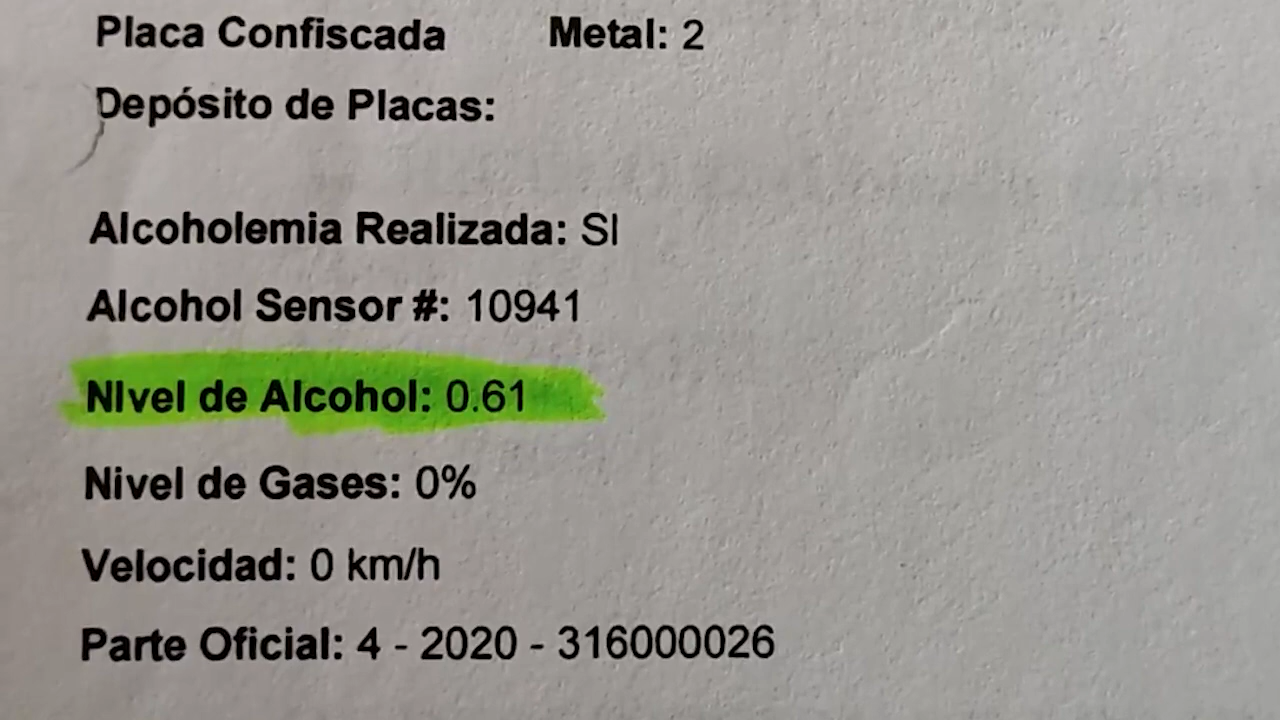 Placa Confiscada Metal: 2
Depósito de Placas:
Alcoholemia Realizada: SI
Alcohol Sensor #: 10941
NIvel de Alcohol: 0.61
Nivel de Gases: 0%
Velocidad: 0 km/h
Parte Oficial: 4 - 2020 - 316000026